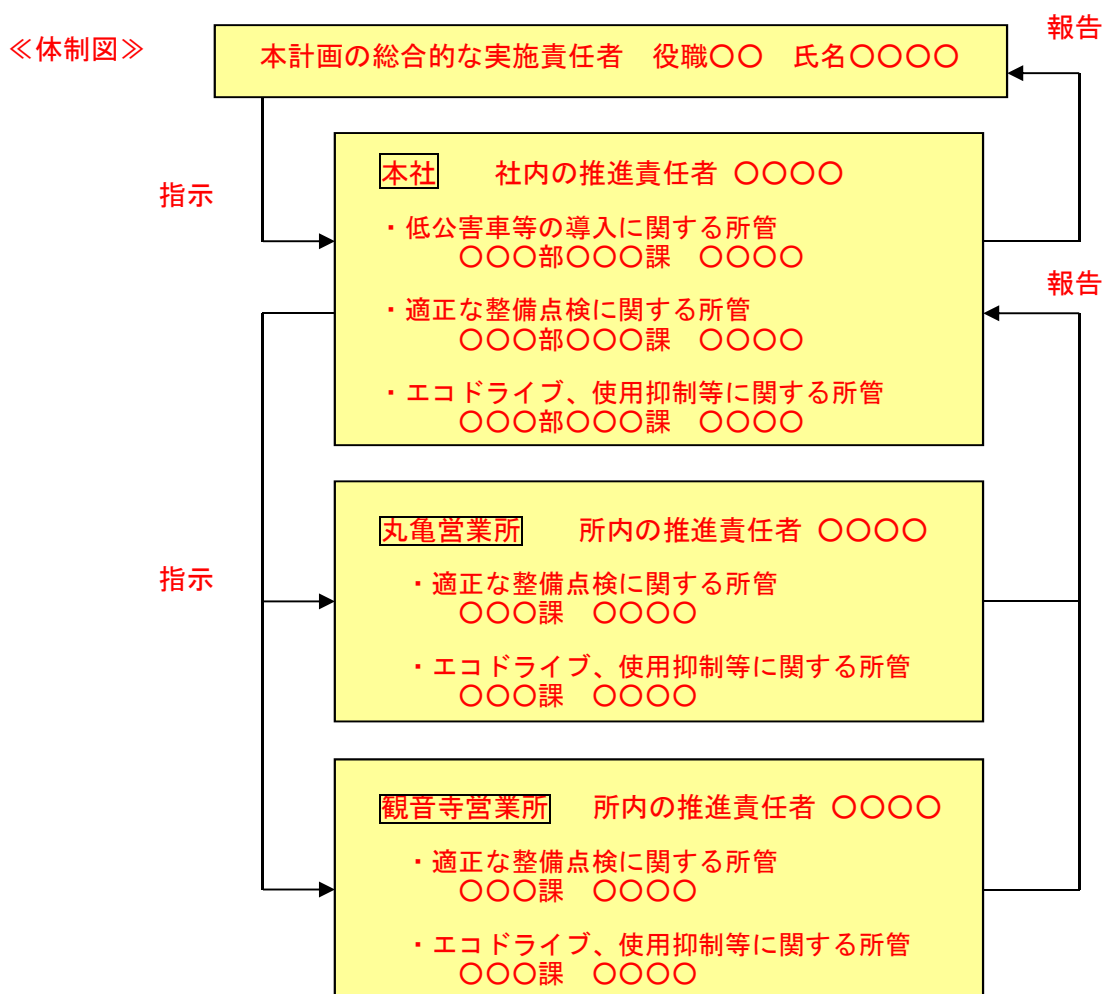 ≪体制図≫
本計画の総合的な実施責任者　役職〇〇　氏名〇〇〇〇
報告
指示
本社　社内の推進責任者 〇〇〇〇
・低公害車等の導入に関する所管
〇〇〇部〇〇〇課　〇〇〇〇
・適正な整備点検に関する所管
〇〇〇部〇〇〇課　〇〇〇〇
・エコドライブ、使用抑制等に関する所管
〇〇〇部〇〇〇課　〇〇〇〇
報告
指示
丸亀営業所　所内の推進責任者 〇〇〇〇
・適正な整備点検に関する所管
〇〇〇課　〇〇〇〇
・エコドライブ、使用抑制等に関する所管
〇〇〇課　〇〇〇〇
観音寺営業所　所内の推進責任者 〇〇〇〇
・適正な整備点検に関する所管
〇〇〇課　〇〇〇〇
・エコドライブ、使用抑制等に関する所管
〇〇〇課　〇〇〇〇